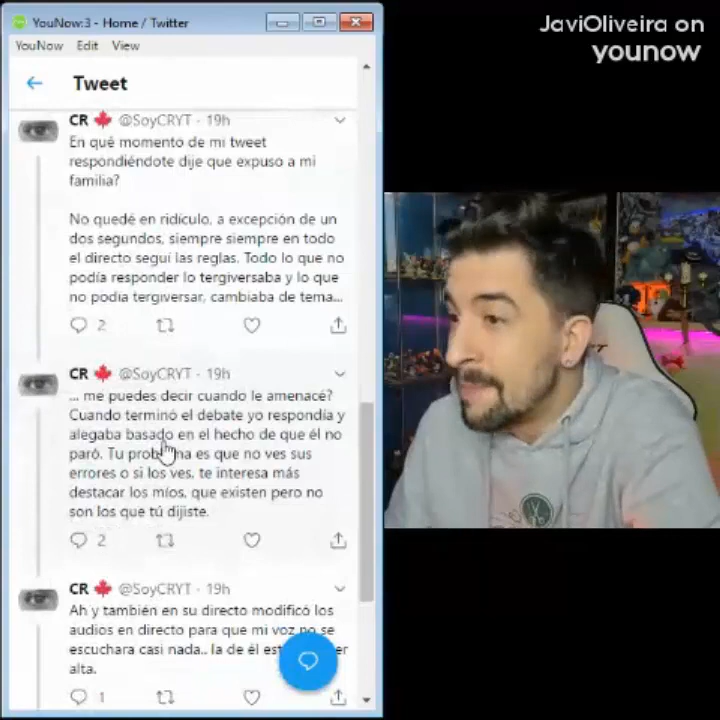 YouNow:3 - Home / Twitter
JaviOliveira on
younow
YouNow Edit View
Tweet
CR @SoyCRYT · 19h
En qué momento de mi tweet
respondiéndote dije que expuso a mi
familia?
No quedé en ridículo, a excepción de un
dos segundos, siempre siempre en todo
el directo seguí las reglas. Todo lo que no
podía responder lo tergiversaba y lo que
no podía tergiversar, cambiaba de tema...
2
CR @SoyCRYT · 19h
... me puedes decir cuando le amenacé?
Cuando terminó el debate yo respondía y
alegaba basado en el hecho de que él no
paró. Tu problema es que no ves sus
errores o si los ves, te interesa más
destacar los míos, que existen pero no
son los que tú dijiste.
2
CR @SoyCRYT · 19h
Ah y también en su directo modificó los
audios en directo para que mi voz no se
escuchara casi nada.. la de él
alta.
1